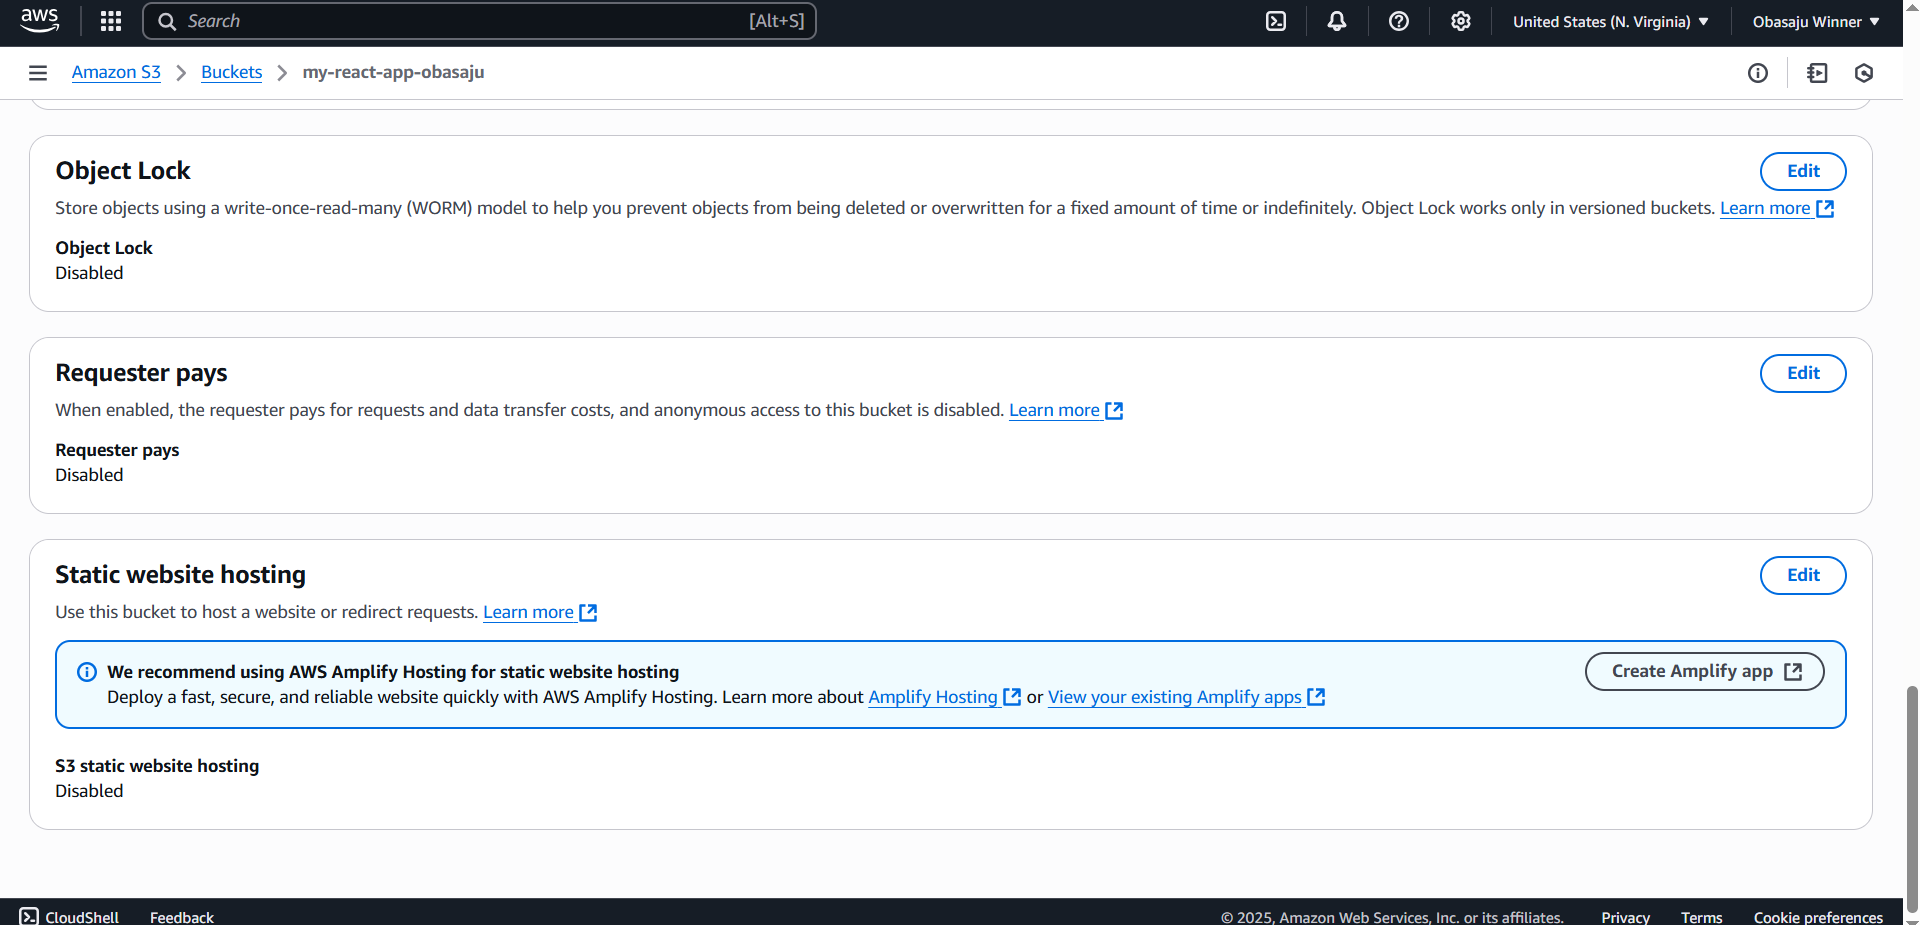 aws
Search [Alt+S]
United States (N. Virginia)
Obasaju Winner
Amazon S3
Buckets
my-react-app-obasaju
Object Lock
Edit
Store objects using a write-once-read-many (WORM) model to help you prevent objects from being deleted or overwritten for a fixed amount of time or indefinitely. Object Lock works only in versioned buckets. Learn more
Object Lock
Disabled
Requester pays
Edit
When enabled, the requester pays for requests and data transfer costs, and anonymous access to this bucket is disabled. Learn more
Requester pays
Disabled
Static website hosting
Edit
Use this bucket to host a website or redirect requests. Learn more
We recommend using AWS Amplify Hosting for static website hosting
Create Amplify app
Deploy a fast, secure, and reliable website quickly with AWS Amplify Hosting. Learn more about Amplify Hosting or View your existing Amplify apps
S3 static website hosting
Disabled
CloudShell
Feedback
© 2025, Amazon Web Services, Inc. or its affiliates.
Privacy
Terms
Cookie preferences